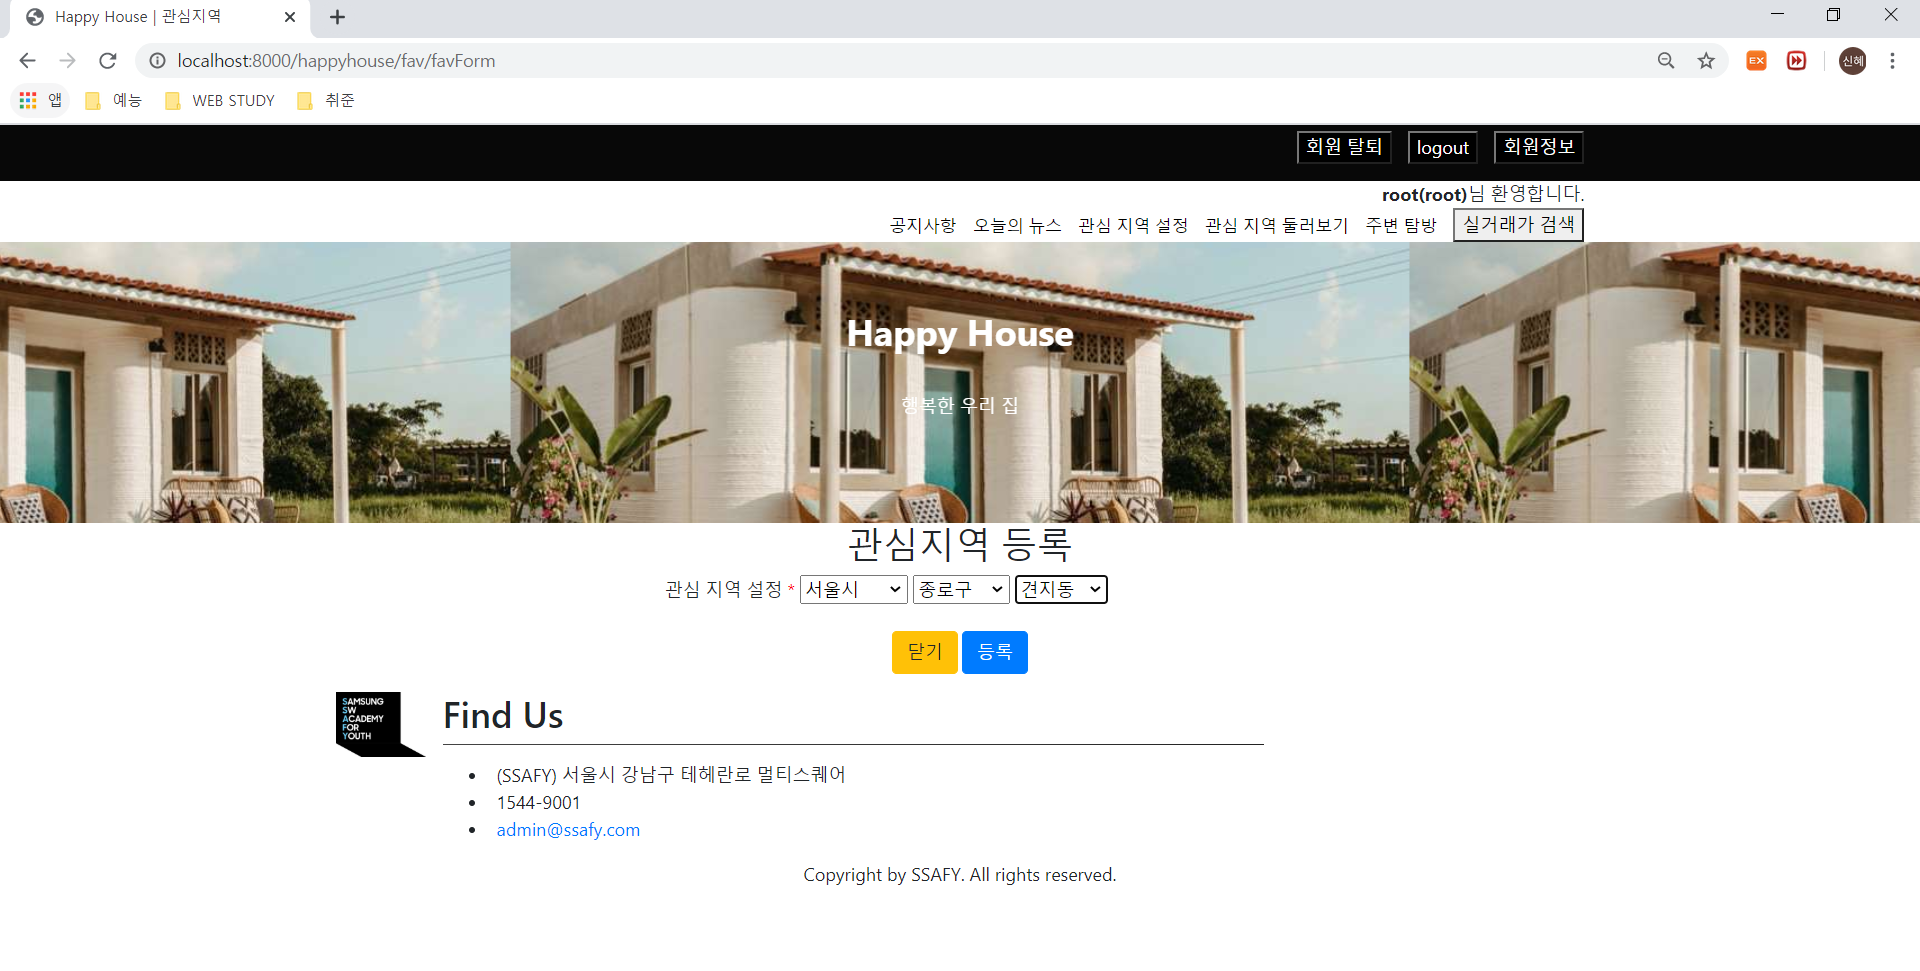 Happy House | 관심지역
localhost:8000/happyhouse/fav/favForm
EX
신혜
앱 예능 WEB STUDY 취준
회원 탈퇴 logout 회원정보
root(root)님 환영합니다.
공지사항 오늘의 뉴스 관심 지역 설정 관심 지역 둘러보기 주변 탐방 실거래가 검색
Happy House
행복한 우리 집
관심지역 등록
관심 지역 설정 * 서울시 종로구 견지동
닫기 등록
SAMSUNG
SW
ACADEMY
FOR
YOUTH
Find Us
(SSAFY) 서울시 강남구 테헤란로 멀티스퀘어
1544-9001
admin@ssafy.com
Copyright by SSAFY. All rights reserved.